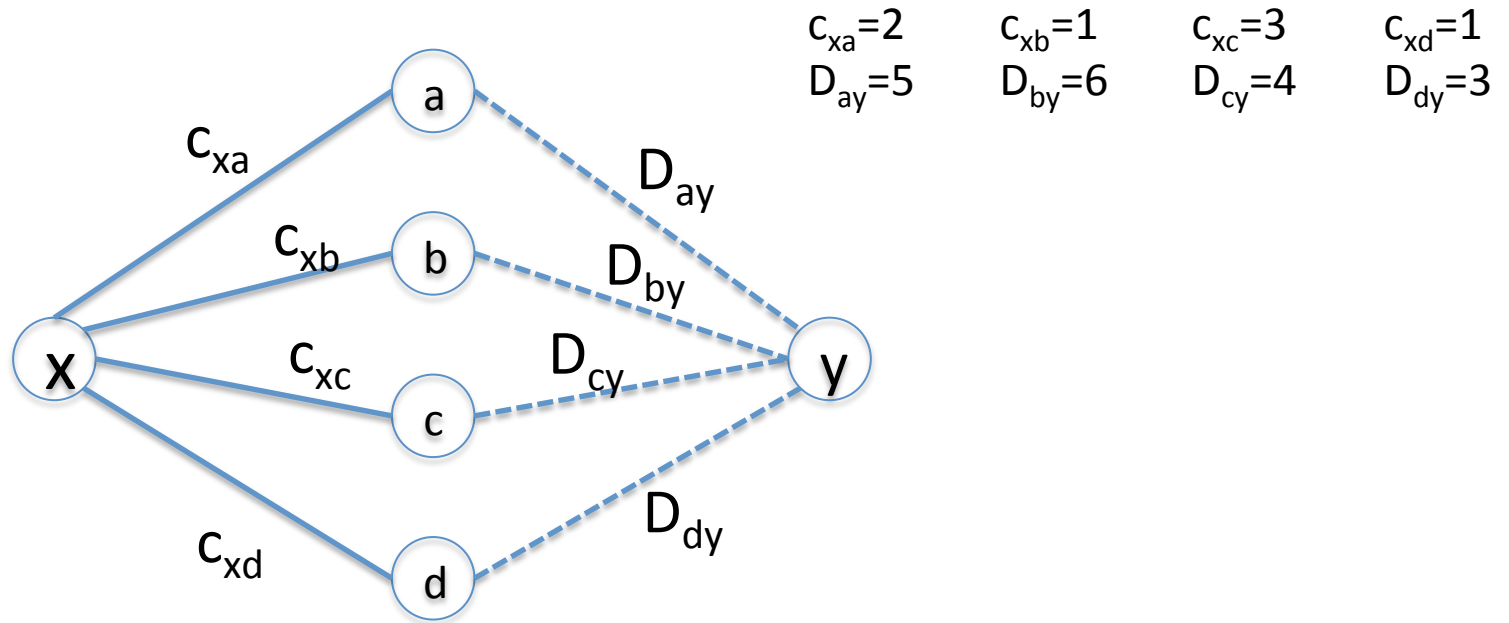 c_xa=2 c_xb=1 c_xc=3 c_xd=1
D_ay=5 D_by=6 D_cy=4 D_dy=3
a
c_xa
D_ay
c_xb
b
D_by
x
c_xc
D_cy
y
c
c_xd
D_dy
d